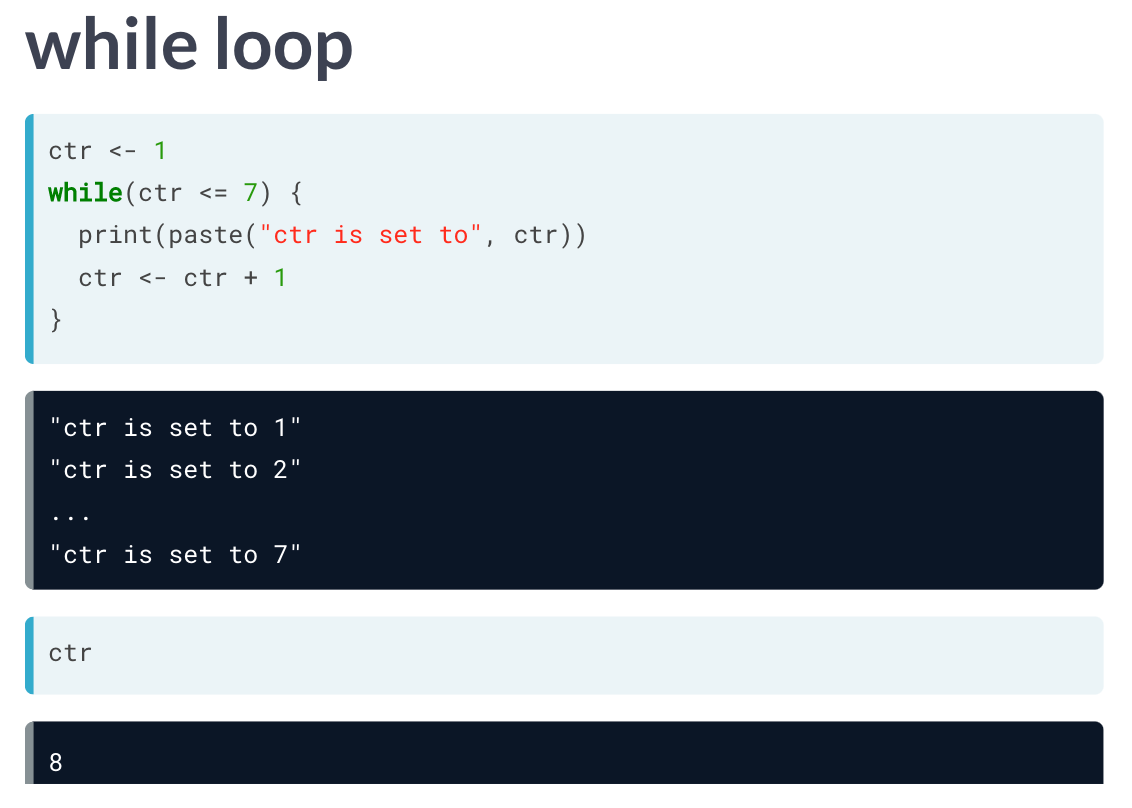 while loop
ctr <- 1
while(ctr <= 7) {
  print(paste("ctr is set to", ctr))
  ctr <- ctr + 1
}
"ctr is set to 1"
"ctr is set to 2"
...
"ctr is set to 7"
ctr
8